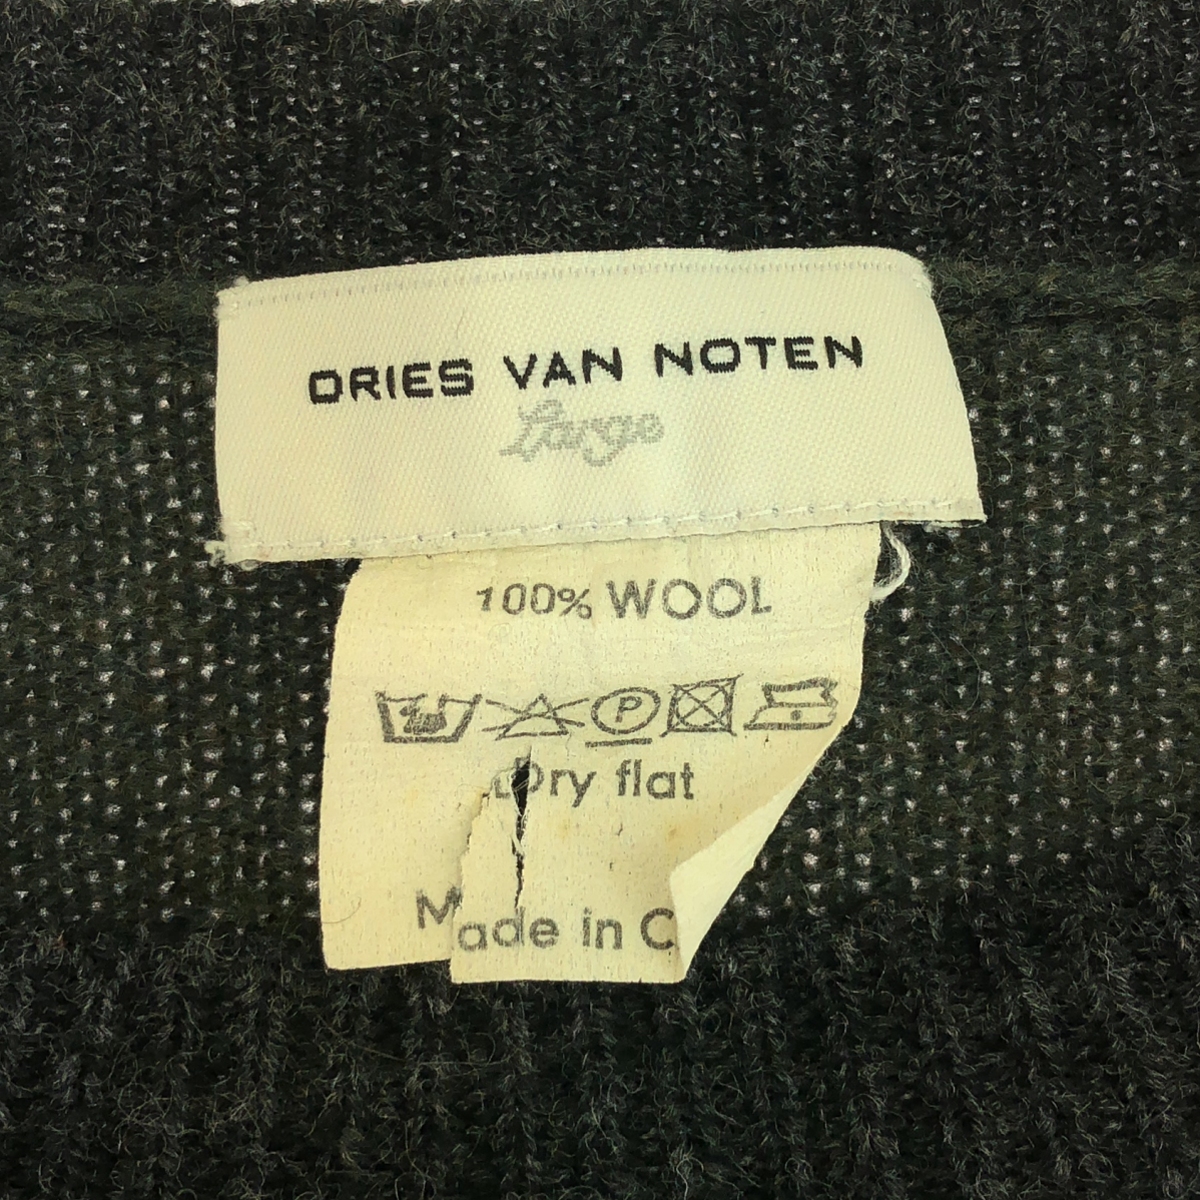 DRIES VAN NOTEN
Large
100% WOOL
P
Dry flat
Made in C